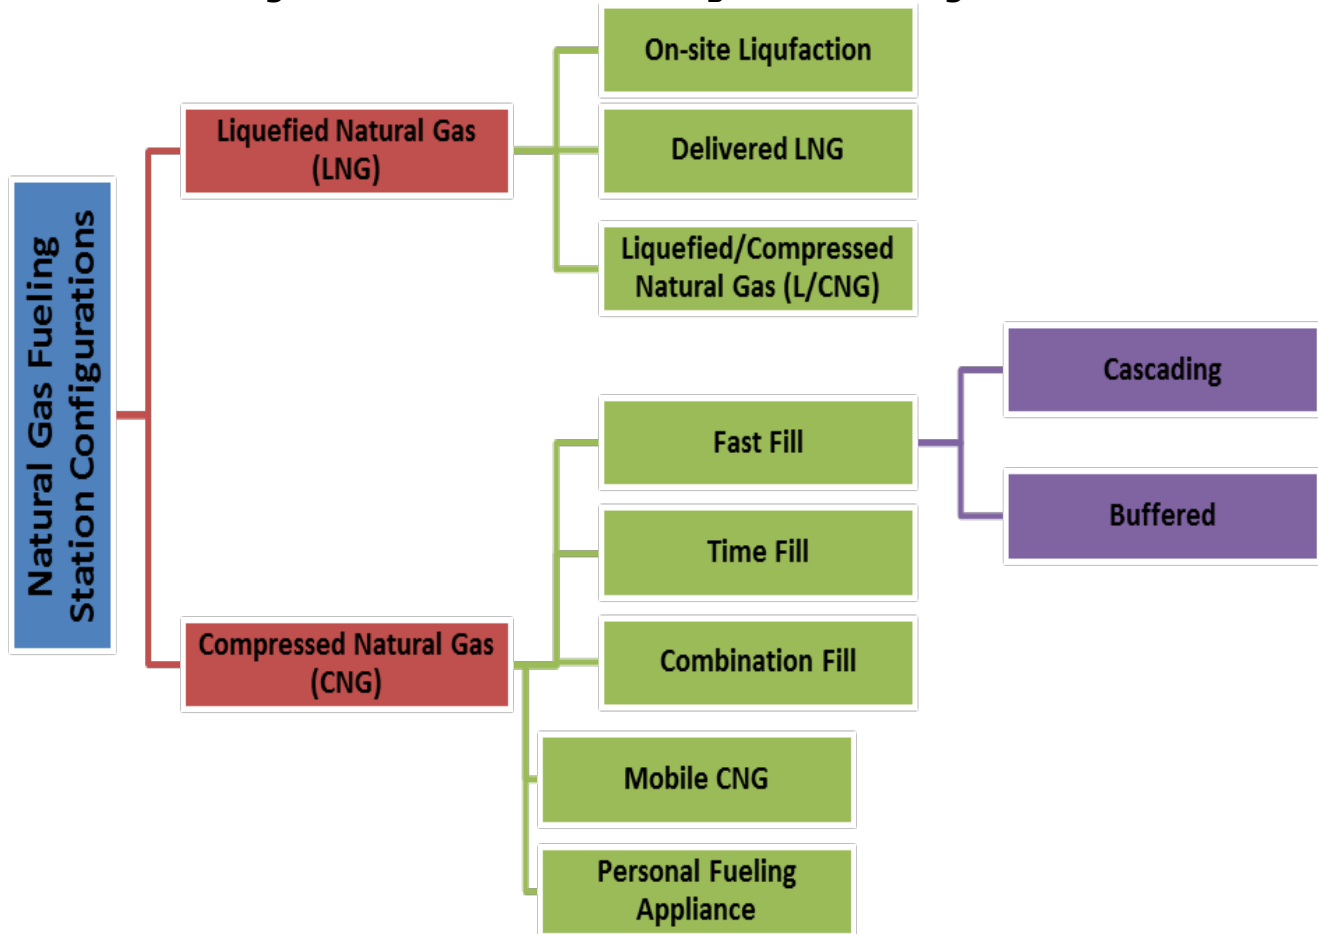 Natural Gas Fueling
Station Configurations
Liquefied Natural Gas
(LNG)
On-site Liqufaction
Delivered LNG
Liquefied/Compressed
Natural Gas (L/CNG)
Compressed Natural Gas
(CNG)
Fast Fill
Cascading
Buffered
Time Fill
Combination Fill
Mobile CNG
Personal Fueling
Appliance